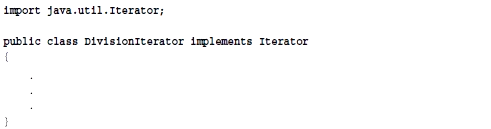 import java.util.Iterator;
public class DivisionIterator implements Iterator
{
.
.
.
}